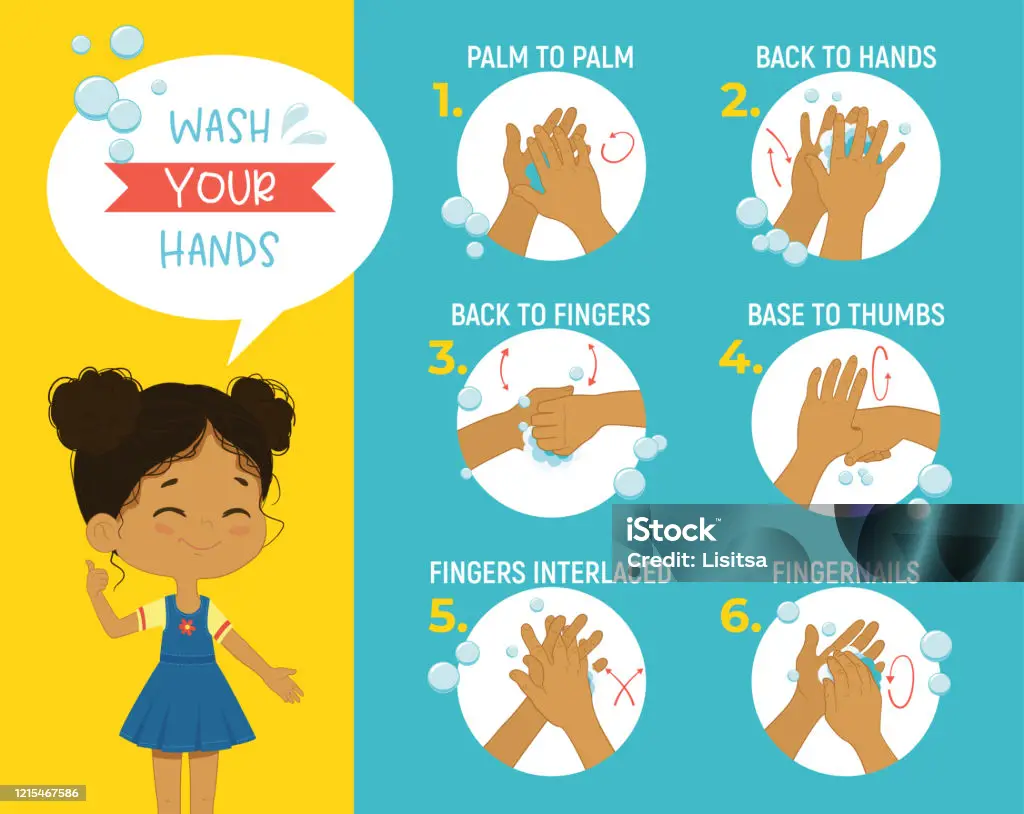 WASH
YOUR
HANDS
PALM TO PALM
1.
BACK TO HANDS
2.
BACK TO FINGERS
3.
BASE TO THUMBS
4.
FINGERS INTERLACED
5.
FINGERNAILS
6.
iStock™
Credit: Lisitsa
1215467586